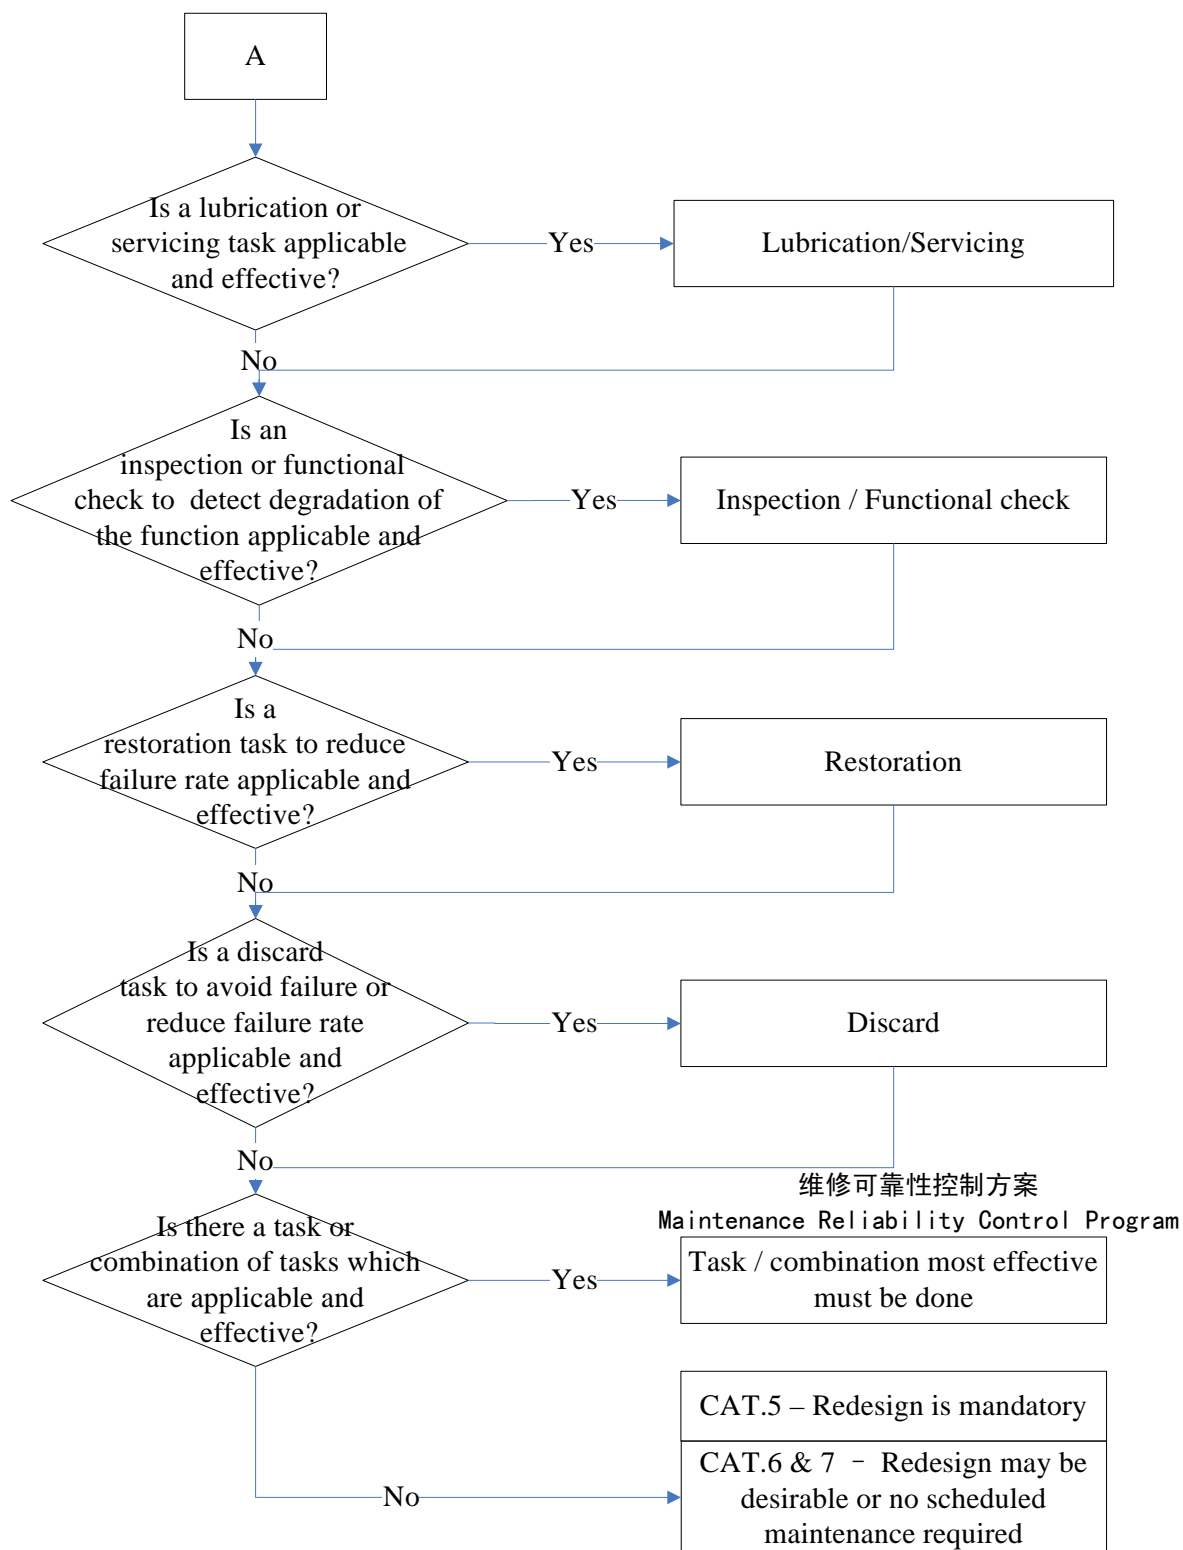 A
Is a lubrication or
servicing task applicable
and effective?
Yes
Lubrication/Servicing
No
Is an
inspection or functional
check to detect degradation of
the function applicable and
effective?
Yes
Inspection / Functional check
No
Is a
restoration task to reduce
failure rate applicable and
effective?
Yes
Restoration
No
Is a discard
task to avoid failure or
reduce failure rate
applicable and
effective?
Yes
Discard
No
维修可靠性控制方案
Maintenance Reliability Control Program
Is there a task or
combination of tasks which
are applicable and
effective?
Yes
Task / combination most effective
must be done
No
CAT.5 – Redesign is mandatory
CAT.6 & 7 – Redesign may be
desirable or no scheduled
maintenance required